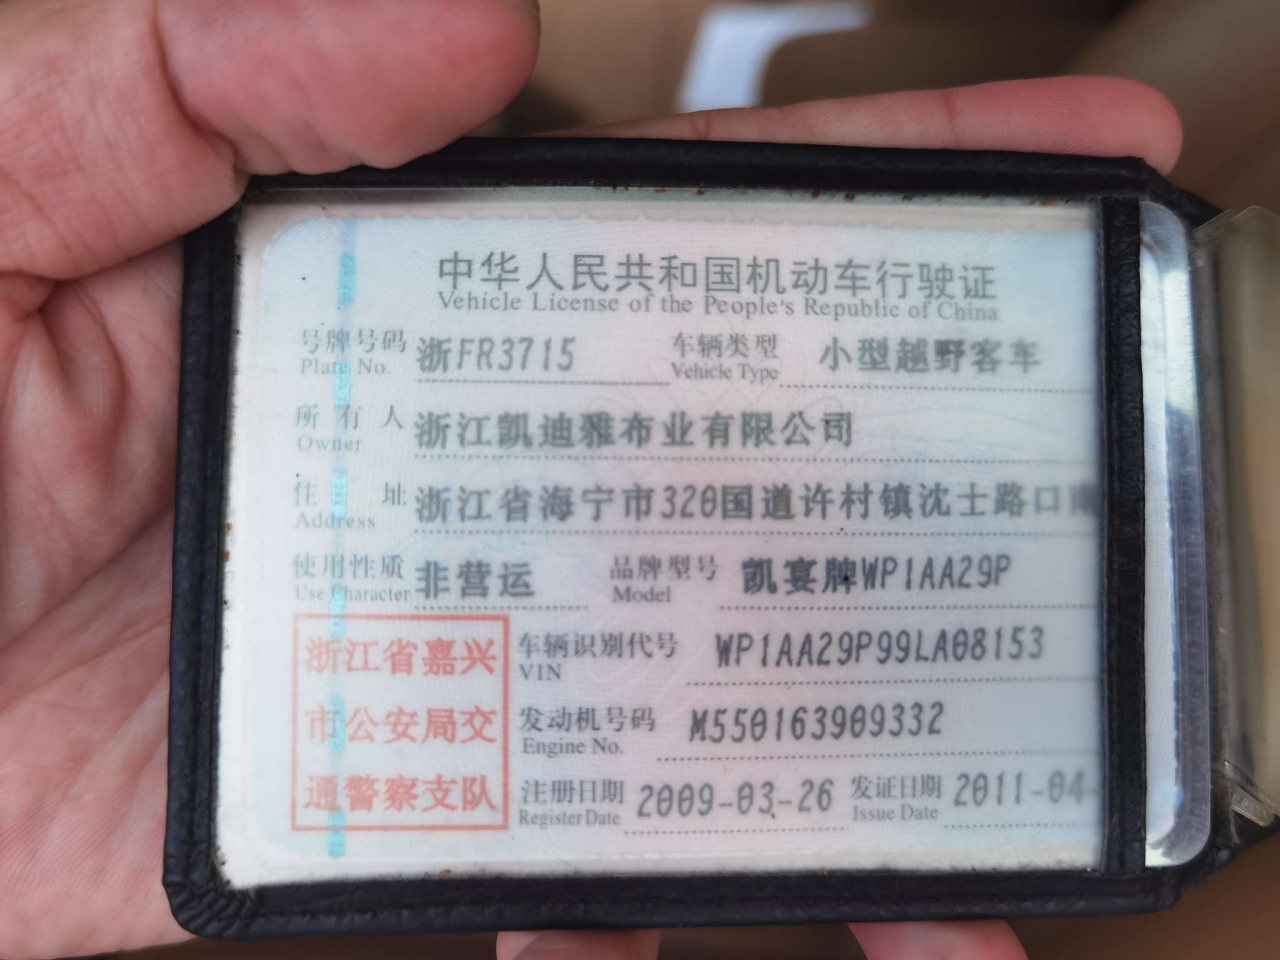 中华人民共和国机动车行驶证
Vehicle License of the People's Republic of China
号牌号码 浙FR3715 车辆类型 小型越野客车
Plate No. Vehicle Type
所有人 浙江凯迪雅布业有限公司
Owner
住址 浙江省海宁市320国道许村镇沈士路口南
Address
使用性质 非营运 品牌型号 凯宴牌WP1AA29P
Use Character Model
浙江省嘉兴 车辆识别代号 WP1AA29P99LA08153
VIN
市公安局交 发动机号码 M550163909332
Engine No.
通警察支队 注册日期 2009-03-26 发证日期 2011-04-
Register Date Issue Date